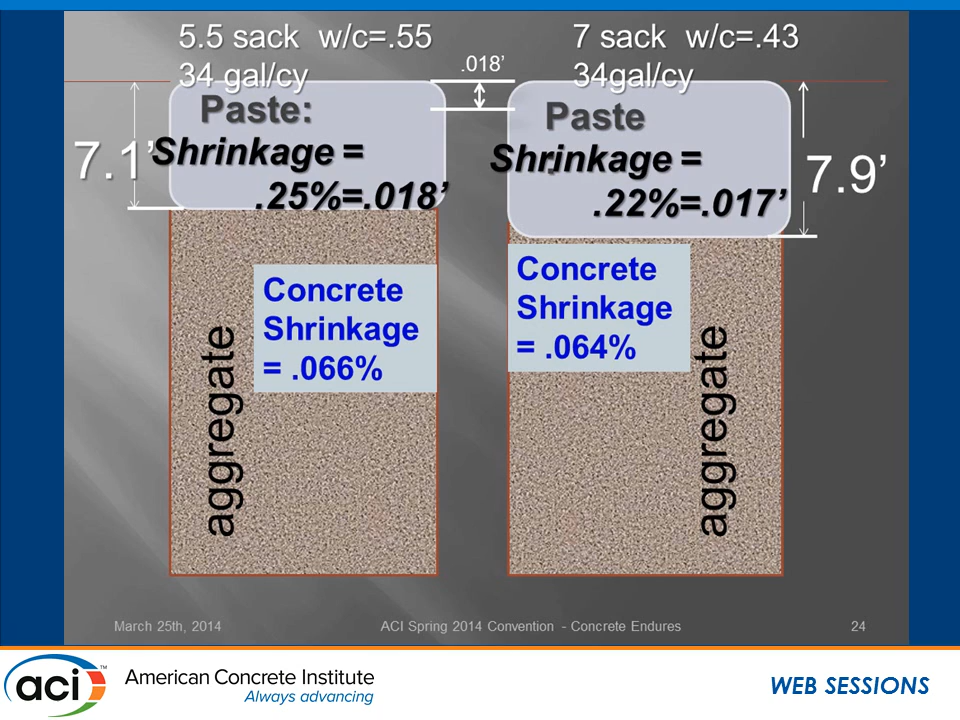 5.5 sack w/c=.55
34 gal/cy
.018’
7 sack w/c=.43
34gal/cy
Paste:
Shrinkage =
.25%=.018’
7.1’
Paste
:
Shrinkage =
.22%=.017’
7.9’
Concrete
Shrinkage
= .066%
aggregate
Concrete
Shrinkage
= .064%
aggregate
March 25th, 2014
ACI Spring 2014 Convention - Concrete Endures
24
aci™
American Concrete Institute
Always advancing
WEB SESSIONS